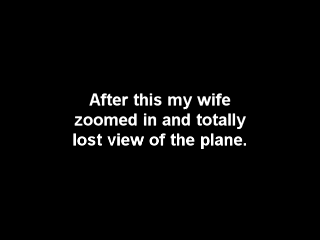 After this my wife
zoomed in and totally
lost view of the plane.